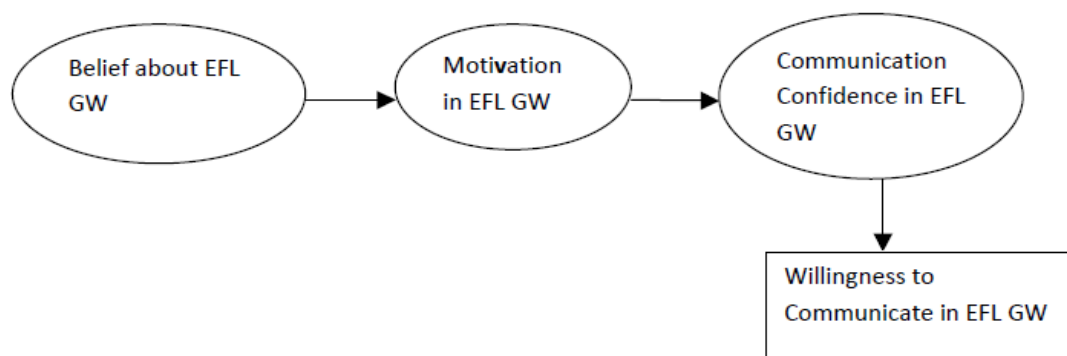 Belief about EFL
GW
Motivation
in EFL GW
Communication
Confidence in EFL
GW
Willingness to
Communicate in EFL GW